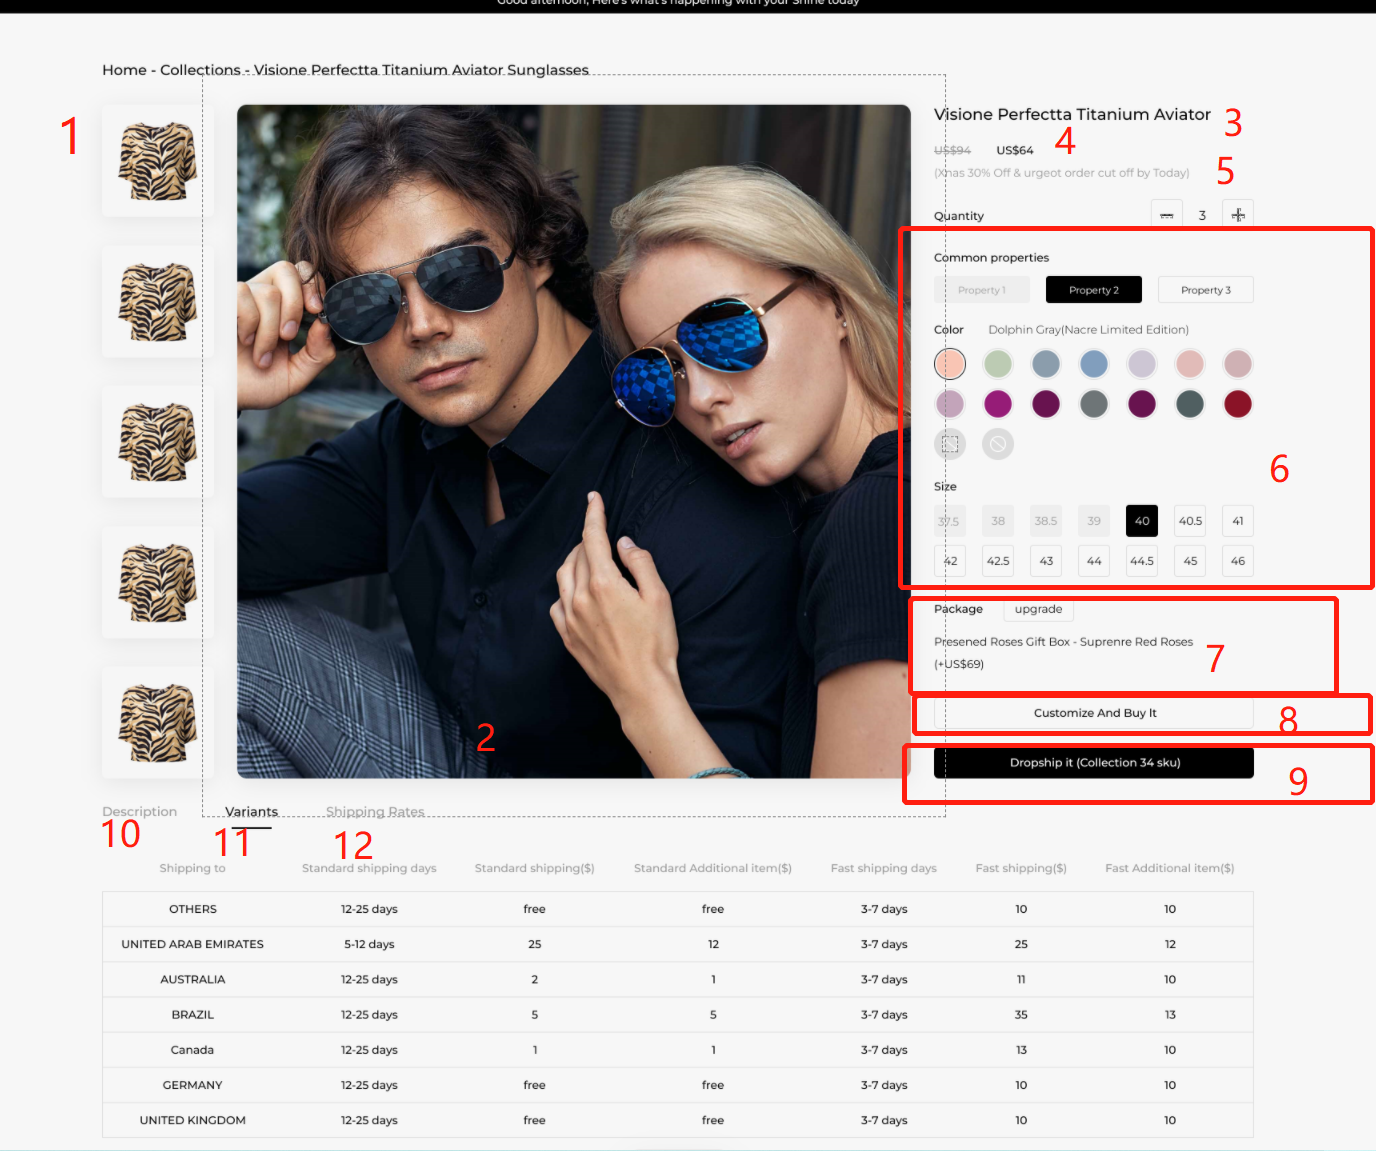 Good afternoon, Here's what's happening with your Shine today
Home - Collections - Visione Perfectta Titanium Aviator Sunglasses
1
Visione Perfectta Titanium Aviator
3
US$94 US$64
4
(Xnas 30% Off & urgeot order cut off by Today)
5
Quantity 3
Common properties
Property 1 Property 2 Property 3
Color Dolphin Gray(Nacre Limited Edition)
6
Size
37.5 38 38.5 39 40 40.5 41
42 42.5 43 44 44.5 45 46
Package upgrade
Presened Roses Gift Box - Suprenre Red Roses
(+US$69)
7
Customize And Buy It
8
2
Dropship it (Collection 34 sku)
9
Description Variants Shipping Rates
10 11 12
Shipping to Standard shipping days Standard shipping($) Standard Additional item($) Fast shipping days Fast shipping($) Fast Additional item($)
OTHERS 12-25 days free free 3-7 days 10 10
UNITED ARAB EMIRATES 5-12 days 25 12 3-7 days 25 12
AUSTRALIA 12-25 days 2 1 3-7 days 11 10
BRAZIL 12-25 days 5 5 3-7 days 35 13
Canada 12-25 days 1 1 3-7 days 13 10
GERMANY 12-25 days free free 3-7 days 10 10
UNITED KINGDOM 12-25 days free free 3-7 days 10 10